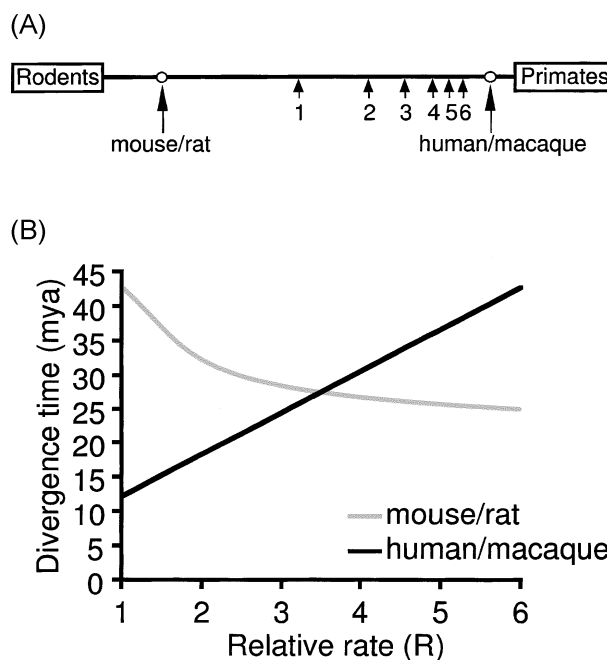 (A)
Rodents
Primates
1 2 3 4 5 6
mouse/rat
human/macaque
(B)
Divergence time (mya)
45
40
35
30
25
20
15
10
5
0
mouse/rat
human/macaque
1 2 3 4 5 6
Relative rate (R)